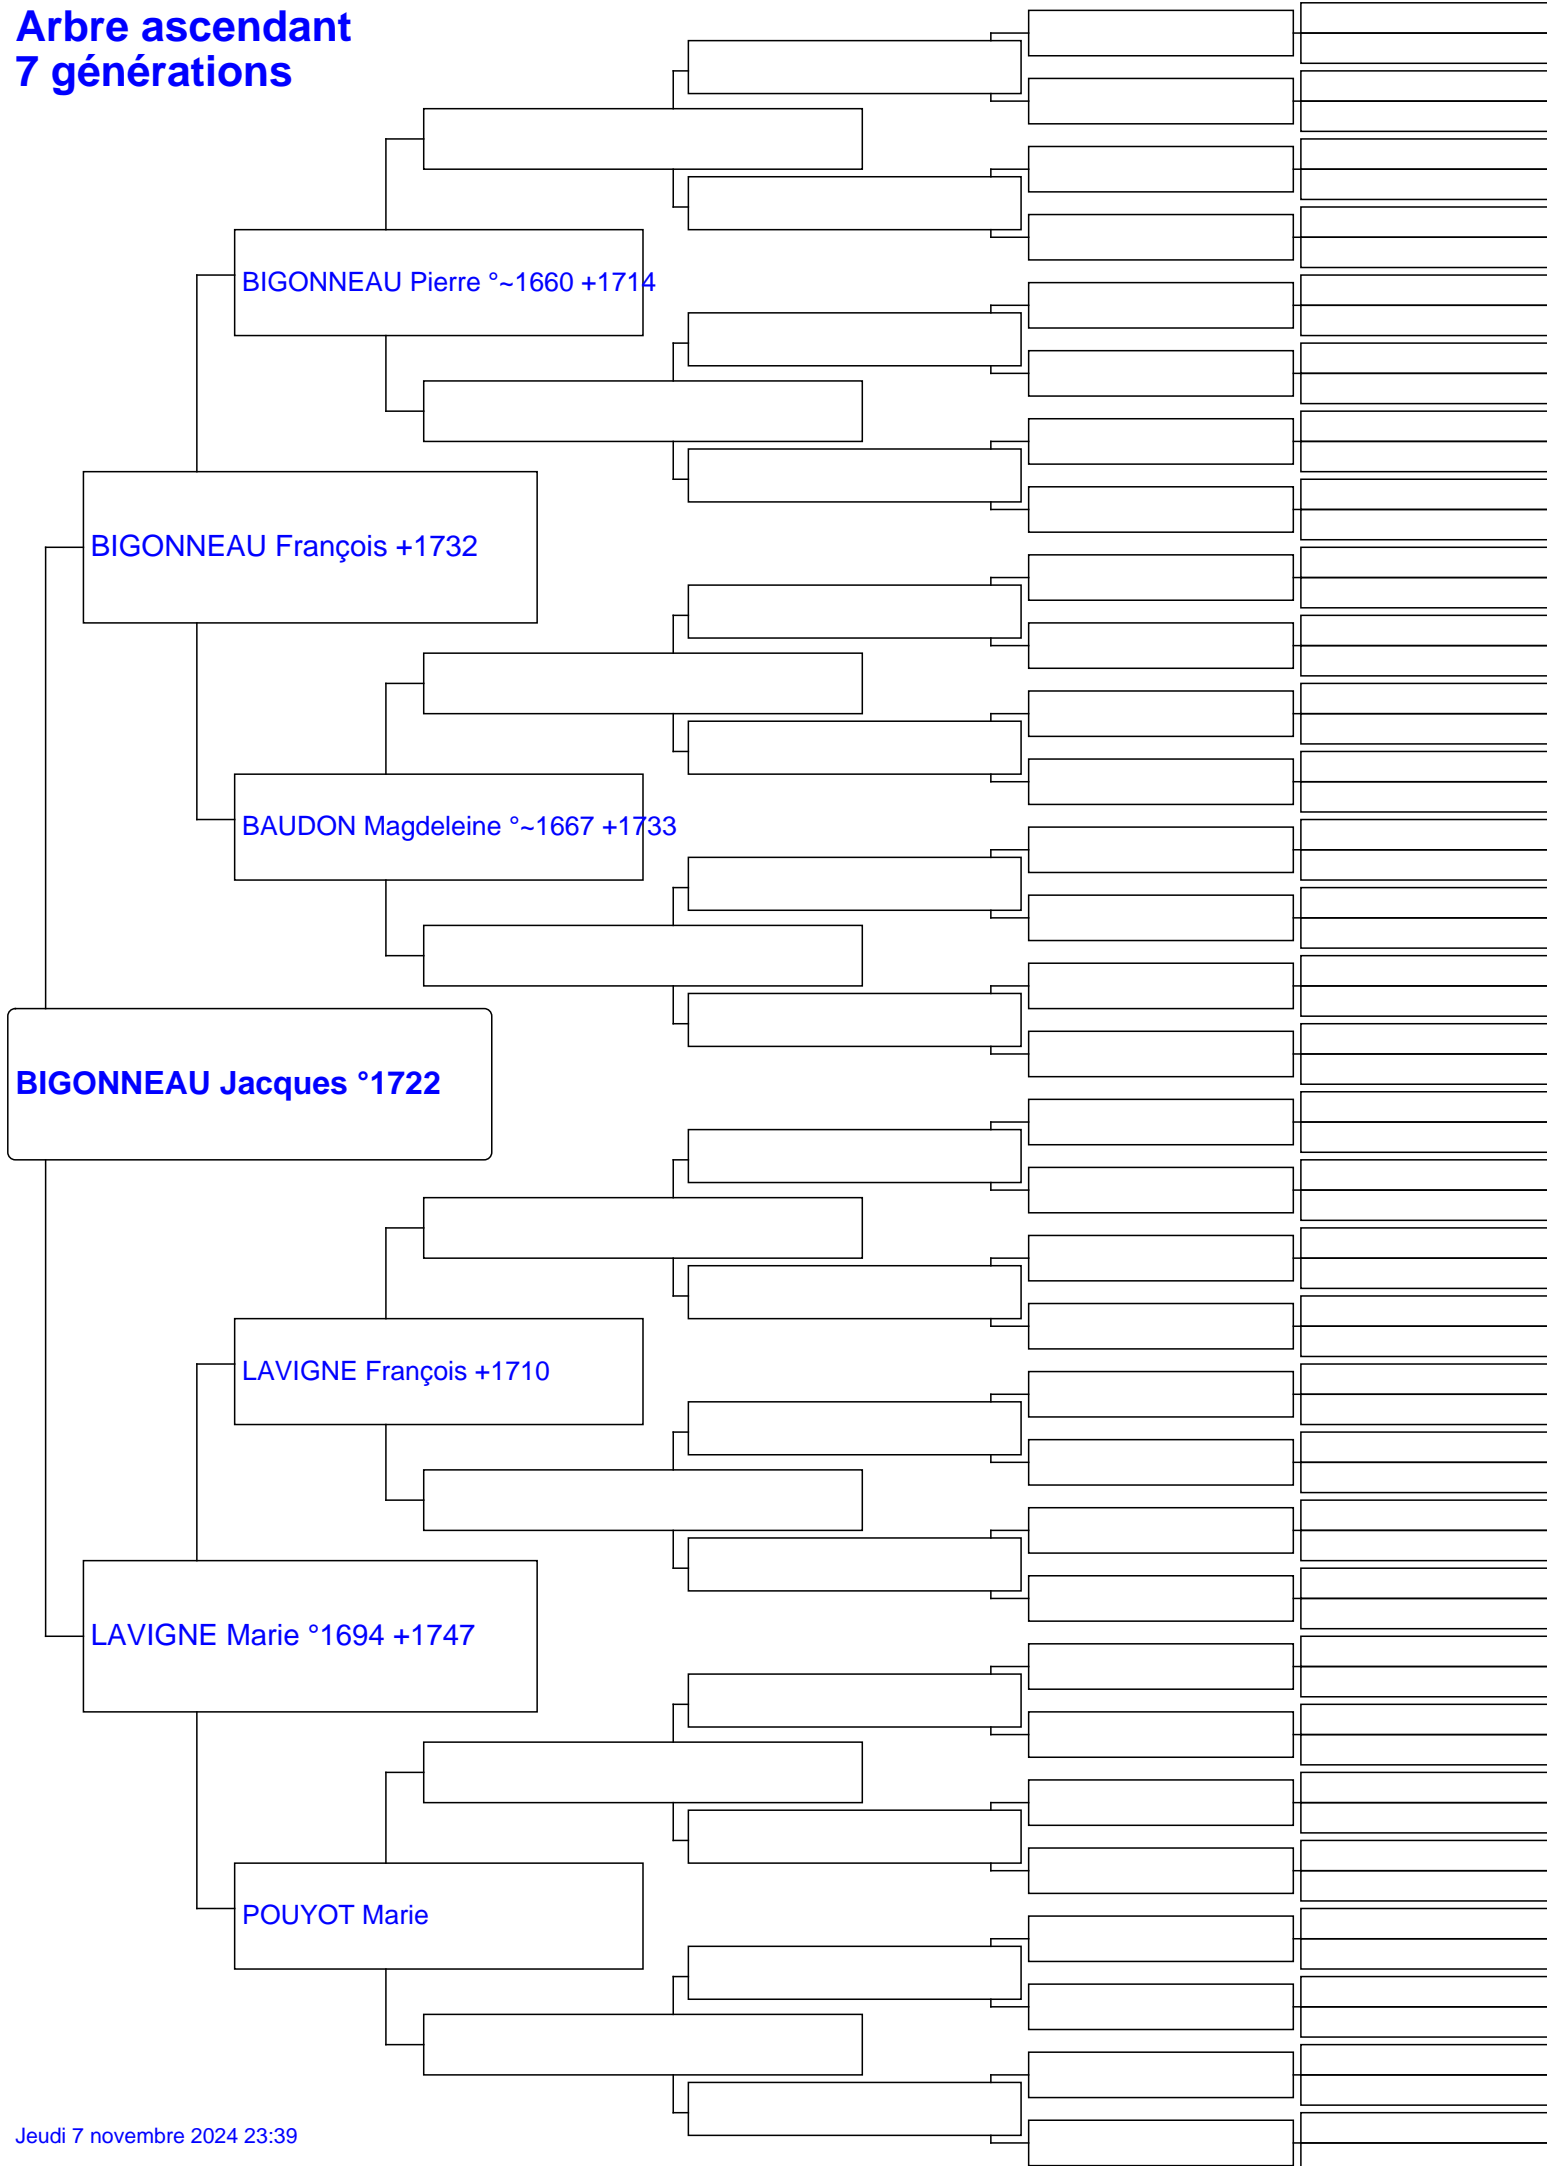 Arbre ascendant
7 générations
BIGONNEAU Pierre °~1660 +1714
BIGONNEAU François +1732
BAUDON Magdeleine °~1667 +1733
BIGONNEAU Jacques °1722
LAVIGNE François +1710
LAVIGNE Marie °1694 +1747
POUYOT Marie
Jeudi 7 novembre 2024 23:39